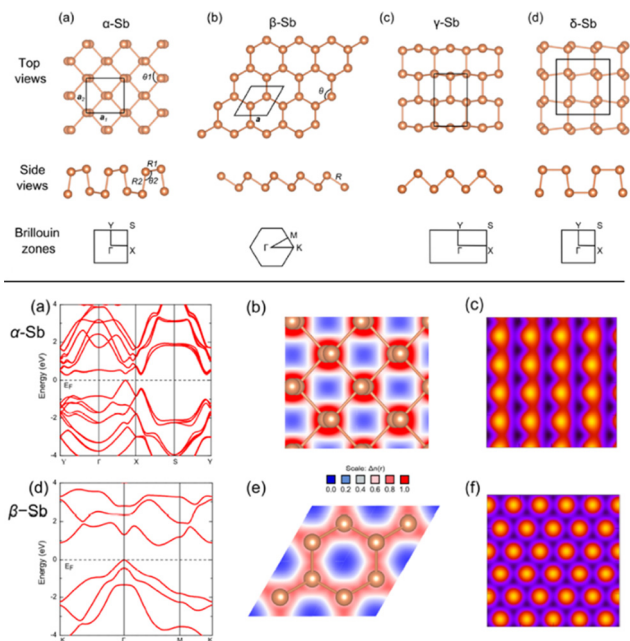 (a) α-Sb (b) β-Sb (c) γ-Sb (d) δ-Sb
Top views
a₂ a₁ θ1
a θ
Side views
R1 R2 θ2
R
Brillouin zones
Y S Γ X
M Γ K
Y S Γ X
Y S Γ X
(a) (b) (c)
α-Sb
Energy (eV)
4
2
0
-2
-4
E_F
Y Γ X S Y
Scale: Δn(r)
0.0 0.2 0.4 0.6 0.8 1.0
(d) (e) (f)
β-Sb
Energy (eV)
4
2
0
-2
-4
E_F
K Γ M K